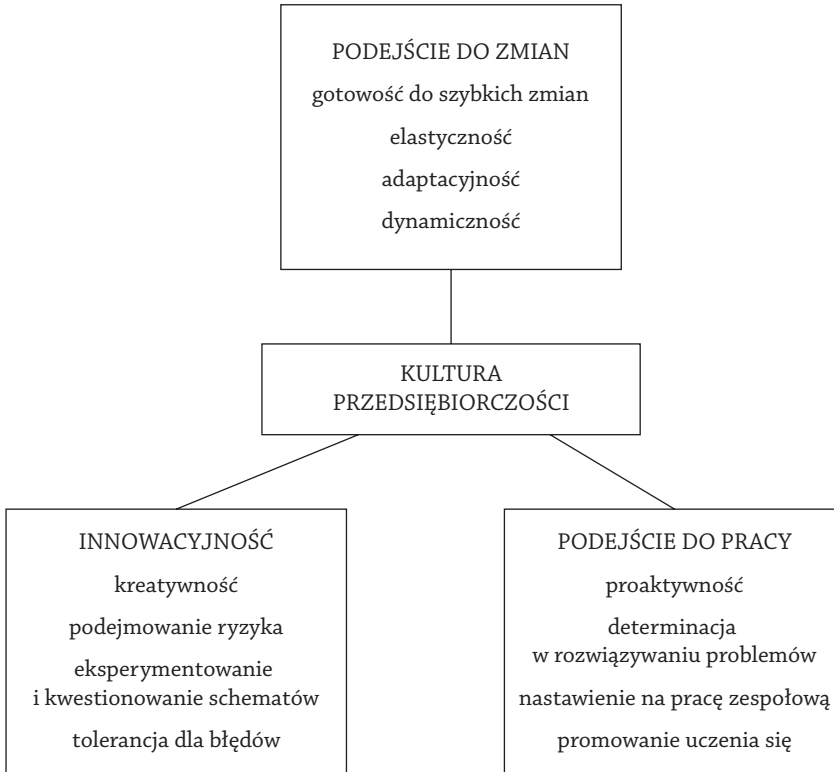 PODEJŚCIE DO ZMIAN
gotowość do szybkich zmian
elastyczność
adaptacyjność
dynamiczność
KULTURA
PRZEDSIĘBIORCZOŚCI
INNOWACYJNOŚĆ
kreatywność
podejmowanie ryzyka
eksperymentowanie
i kwestionowanie schematów
tolerancja dla błędów
PODEJŚCIE DO PRACY
proaktywność
determinacja
w rozwiązywaniu problemów
nastawienie na pracę zespołową
promowanie uczenia się